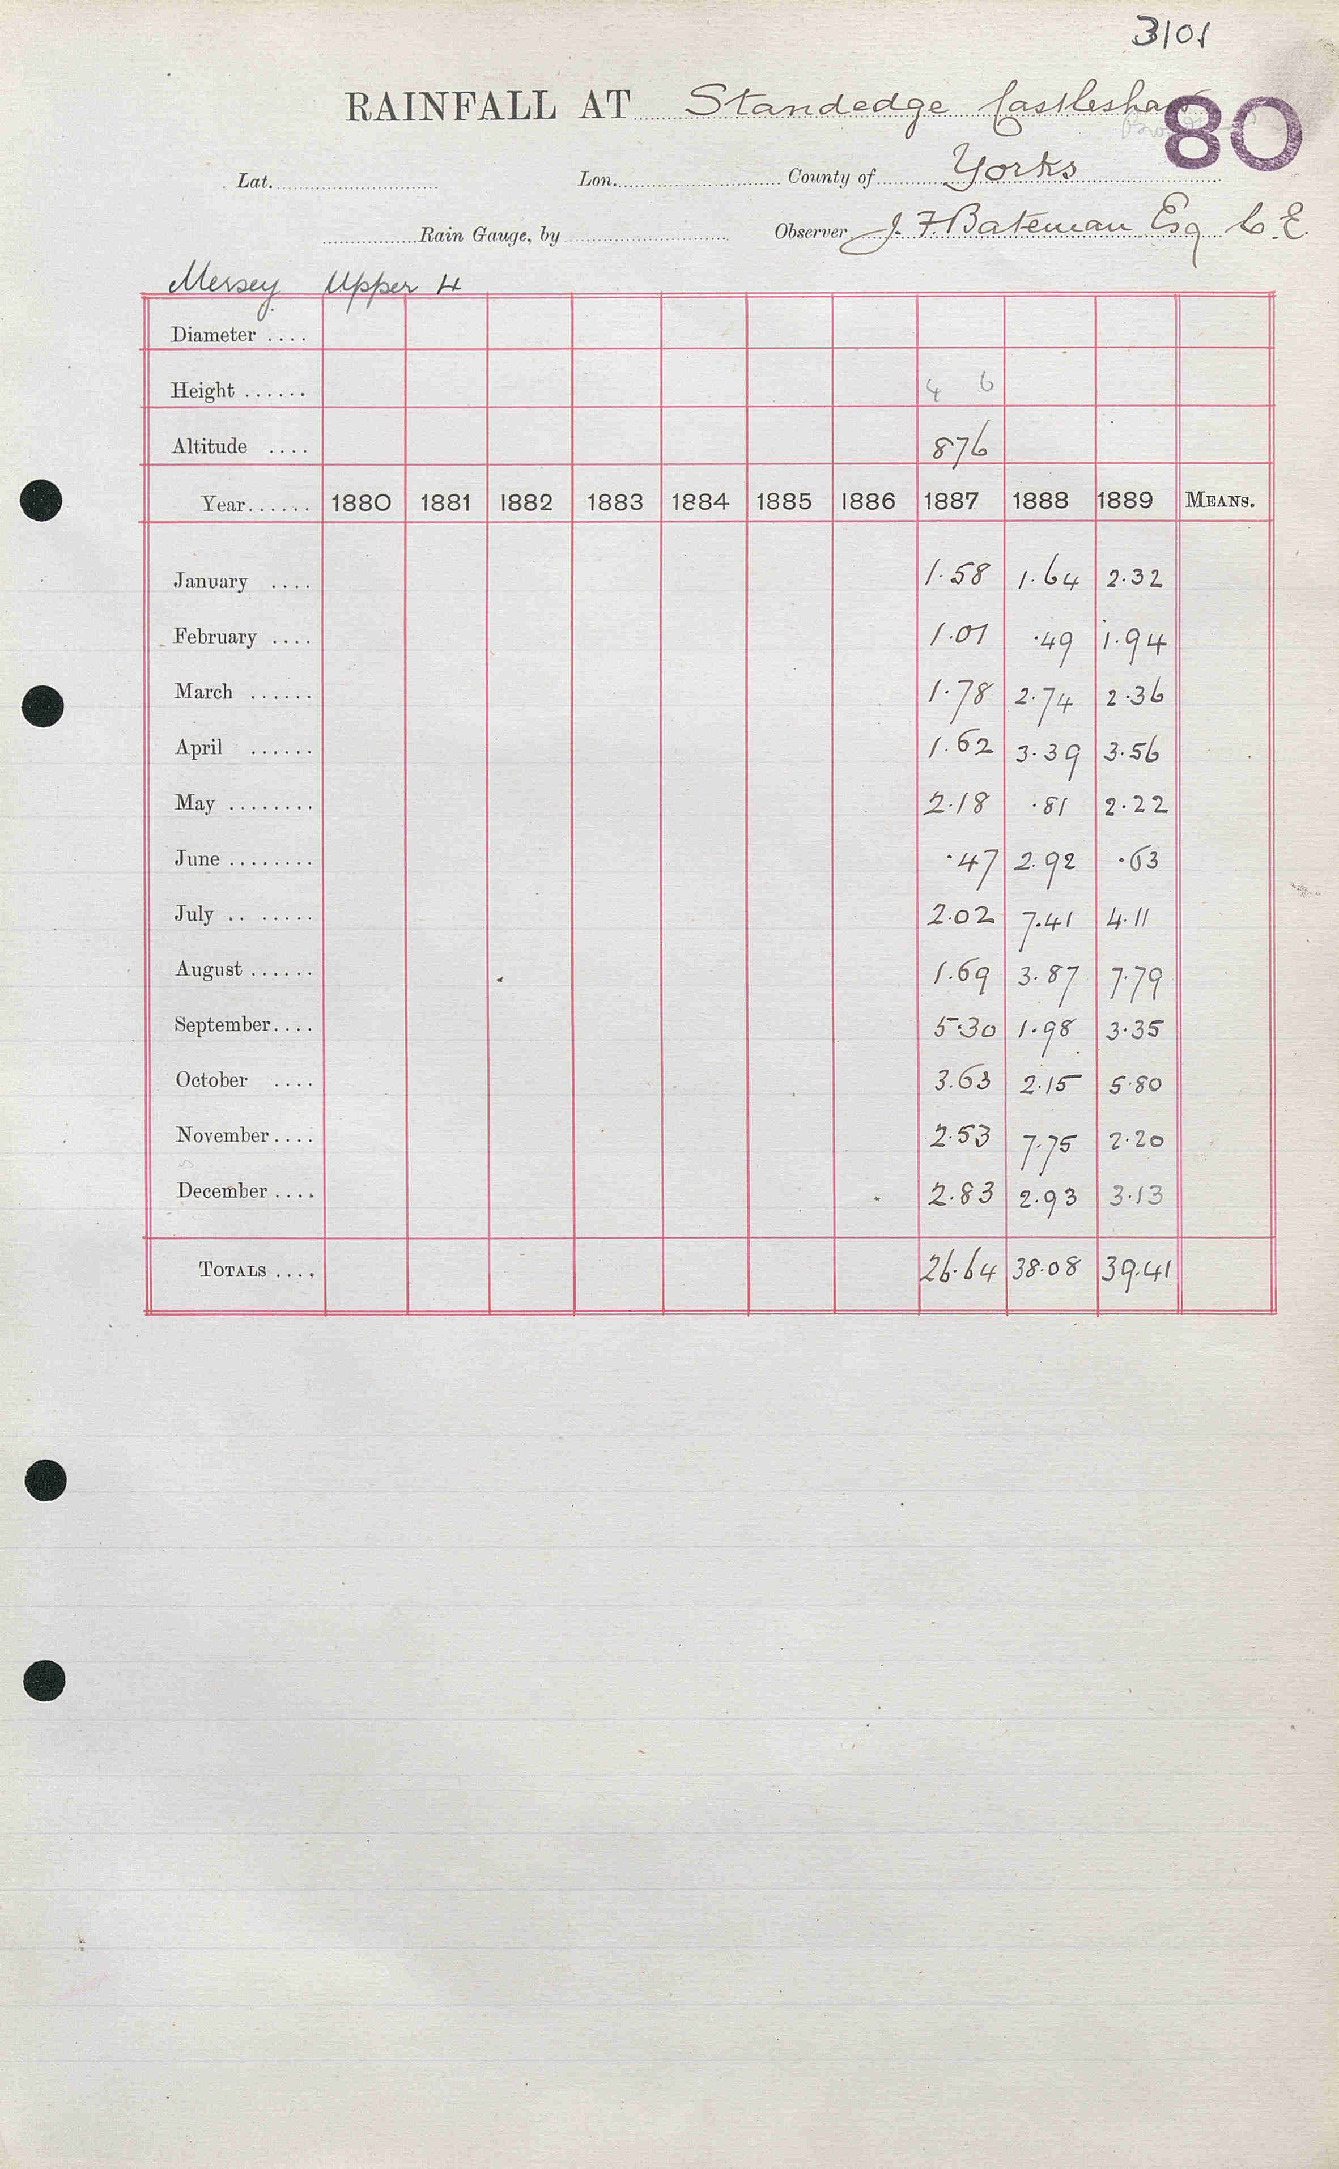 3101
RAINFALL AT Standedge Castleshaw
80
Lat. Lon. County of Yorks
Rain Gauge, by Observer J. F. Bateman Esq C. E.
Mersey Upper 4
Diameter ....
Height ...... 4 6
Altitude .... 876
Year...... 1880 1881 1882 1883 1884 1885 1886 1887 1888 1889 MEANS.
January .... 1.58 1.64 2.32
February .... 1.01 .49 1.94
March ...... 1.78 2.74 2.36
April ...... 1.62 3.39 3.56
May ........ 2.18 .81 2.22
June ........ .47 2.92 .63
July .. ...... 2.02 7.41 4.11
August ...... 1.69 3.87 7.79
September.... 5.30 1.98 3.35
October .... 3.63 2.15 5.80
November.... 2.53 7.75 2.20
December .... 2.83 2.93 3.13
TOTALS .... 26.64 38.08 39.41